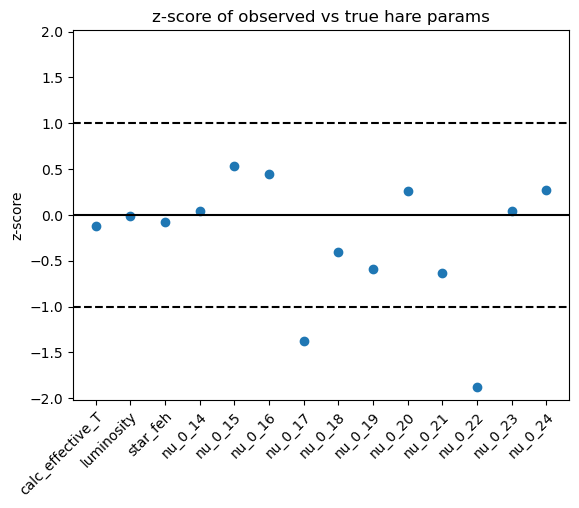 z-score of observed vs true hare params
2.0
1.5
1.0
0.5
0.0
−0.5
−1.0
−1.5
−2.0
z-score
calc_effective_T
luminosity
star_feh
nu_0_14
nu_0_15
nu_0_16
nu_0_17
nu_0_18
nu_0_19
nu_0_20
nu_0_21
nu_0_22
nu_0_23
nu_0_24